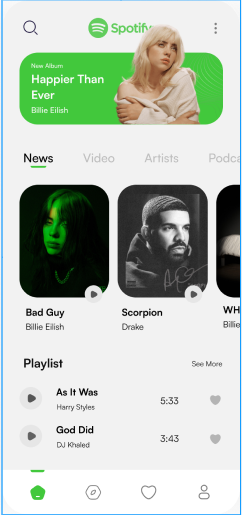 Spotify
New Album
Happier Than
Ever
Billie Eilish
News Video Artists Podca
Bad Guy
Billie Eilish
Scorpion
Drake
WH
Billie
Playlist See More
As It Was
Harry Styles
5:33
God Did
DJ Khaled
3:43